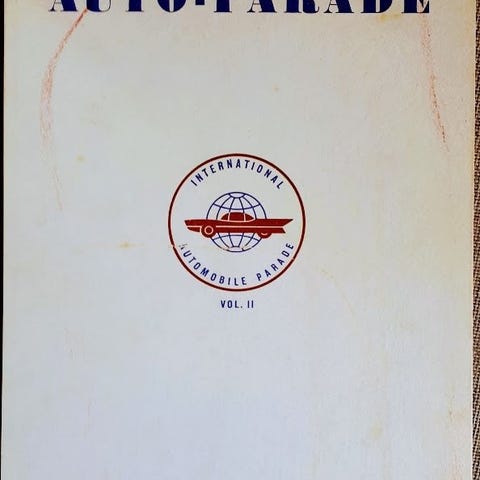 AUTO-PARADE
INTERNATIONAL
AUTOMOBILE PARADE
VOL. II